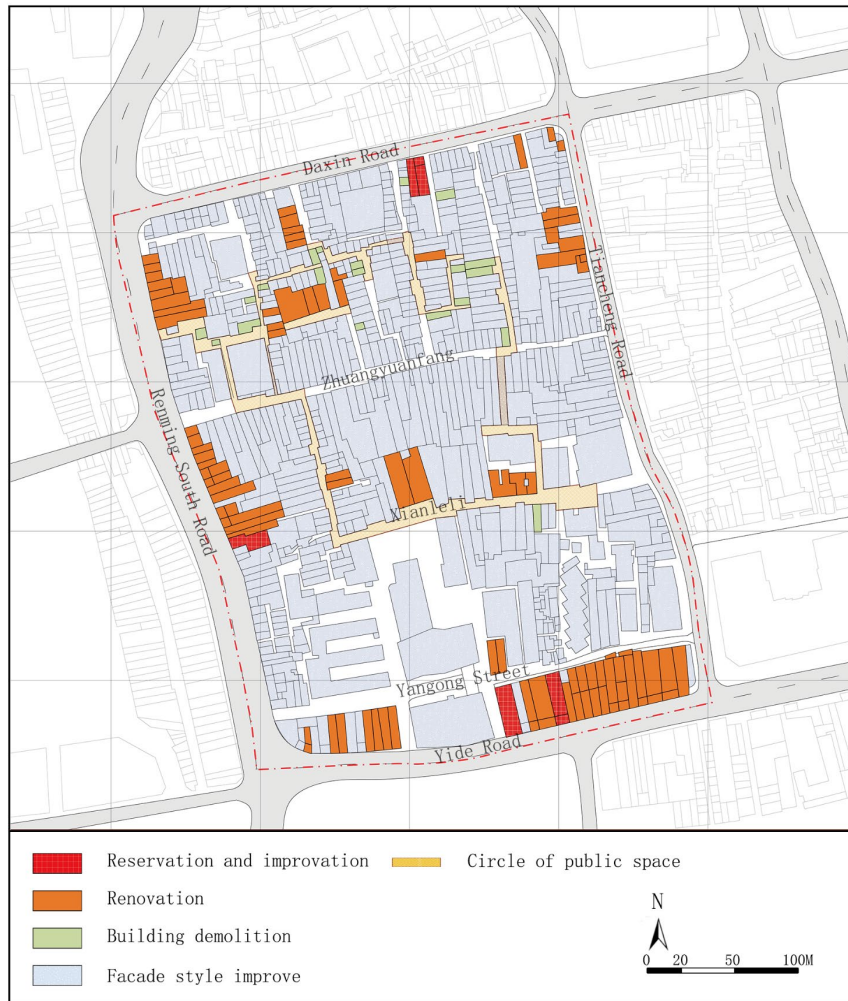 Daxin Road
Tiancheng Road
Zhuangyuanfang
Renming South Road
Xianleli
Yangong Street
Yide Road
Reservation and improvation
Circle of public space
Renovation
Building demolition
Facade style improve
N
0 20 50 100M